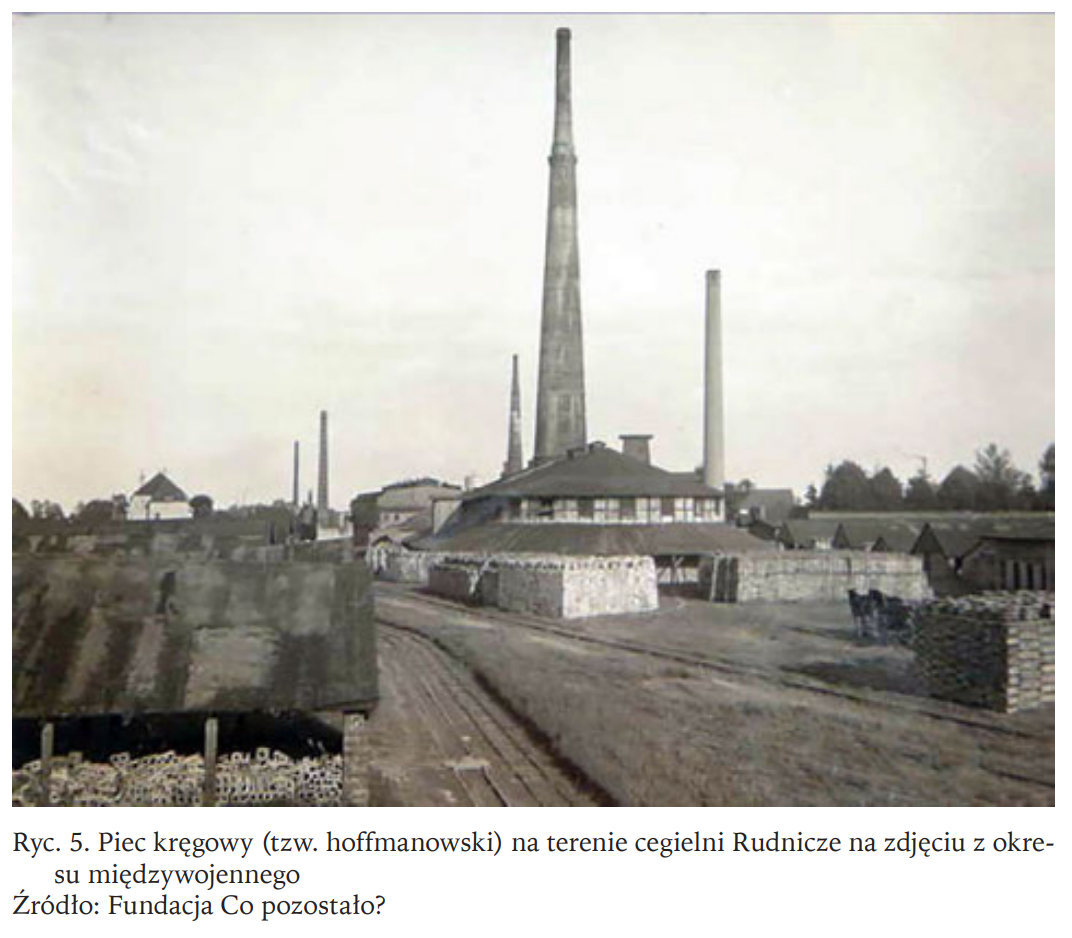 Ryc. 5. Piec kręgowy (tzw. hoffmanowski) na terenie cegielni Rudnicze na zdjęciu z okre-
su międzywojennego
Źródło: Fundacja Co pozostało?